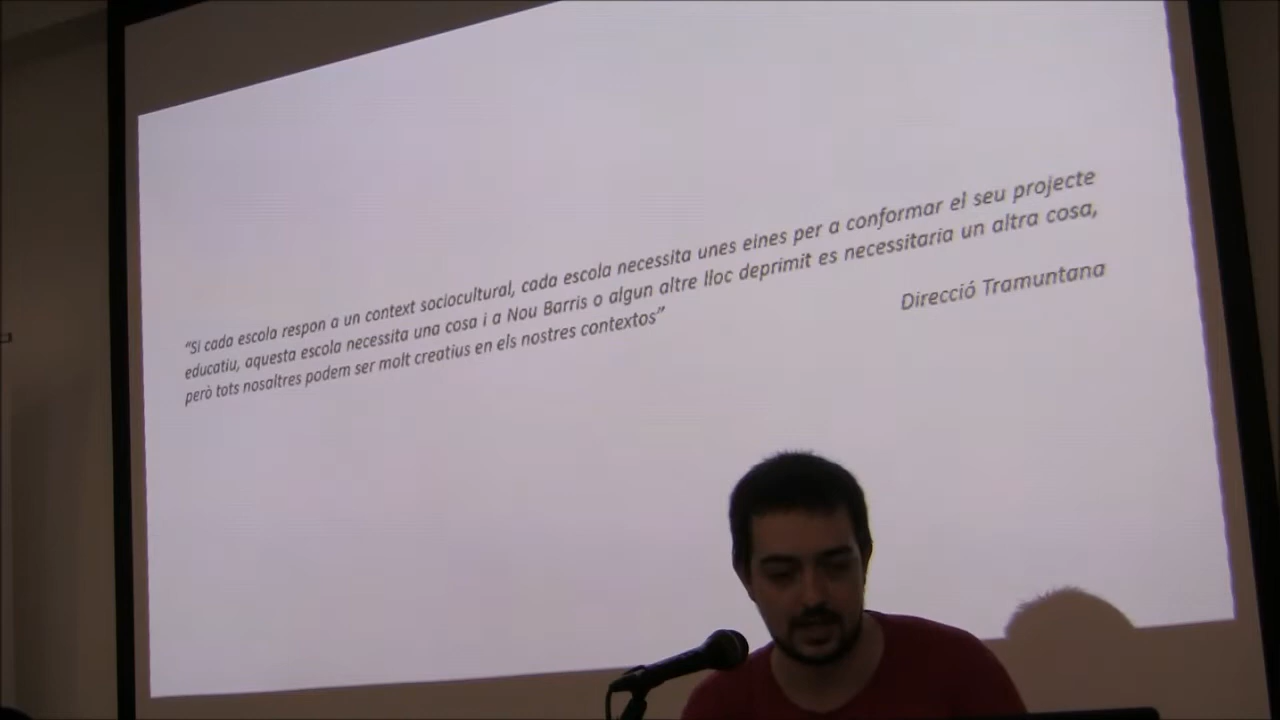 “Si cada escola respon a un context sociocultural, cada escola necessita unes eines per a conformar el seu projecte
educatiu, aquesta escola necessita una cosa i a Nou Barris o algun altre lloc deprimit es necessitaria un altra cosa,
però tots nosaltres podem ser molt creatius en els nostres contextos”
Direcció Tramuntana